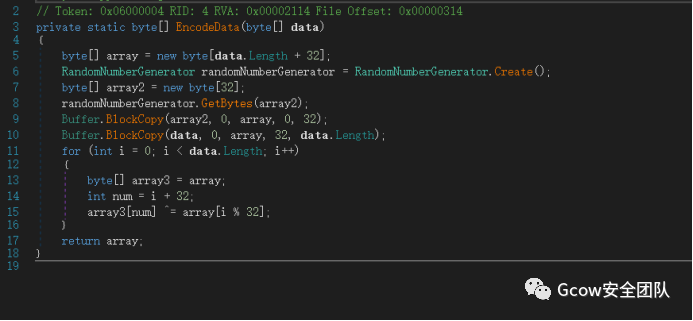 2 // Token: 0x06000004 RID: 4 RVA: 0x00002114 File Offset: 0x00000314
3 private static byte[] EncodeData(byte[] data)
4 {
5 byte[] array = new byte[data.Length + 32];
6 RandomNumberGenerator randomNumberGenerator = RandomNumberGenerator.Create();
7 byte[] array2 = new byte[32];
8 randomNumberGenerator.GetBytes(array2);
9 Buffer.BlockCopy(array2, 0, array, 0, 32);
10 Buffer.BlockCopy(data, 0, array, 32, data.Length);
11 for (int i = 0; i < data.Length; i++)
12 {
13 byte[] array3 = array;
14 int num = i + 32;
15 array3[num] ^= array[i % 32];
16 }
17 return array;
18 }
19
Gcow安全团队